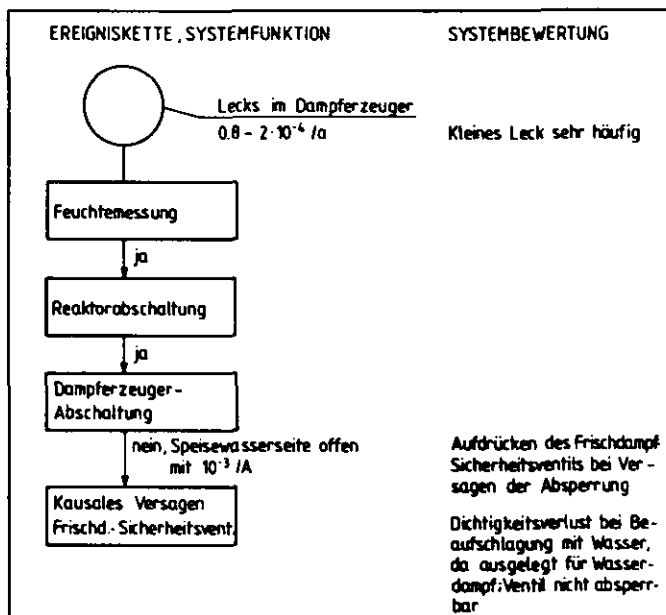 EREIGNISKETTE, SYSTEMFUNKTION
SYSTEMBEWERTUNG
Lecks im Dampferzeuger
0.8 - 2·10⁻⁴ /a
Kleines Leck sehr häufig
Feuchtemessung
ja
Reaktorabschaltung
ja
Dampferzeuger-
Abschaltung
nein, Speisewasserseite offen
mit 10⁻³ /A
Aufdrücken des Frischdampf
Sicherheitsventils bei Ver-
sagen der Absperrung
Kausales Versagen
Frischd.-Sicherheitsvent.
Dichtigkeitsverlust bei Be-
aufschlagung mit Wasser,
da ausgelegt für Wasser-
dampf; Ventil nicht absperr-
bar